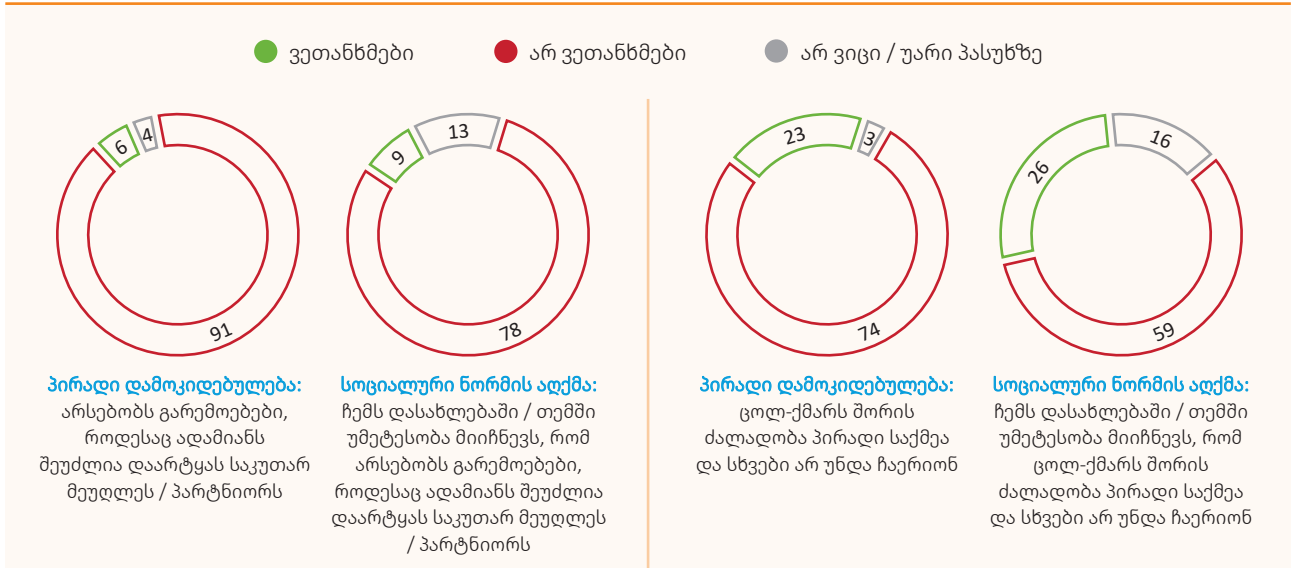 ვეთანხმები
არ ვეთანხმები
არ ვიცი / უარი პასუხზე
6
4
91
პირადი დამოკიდებულება:
არსებობს გარემოებები,
როდესაც ადამიანს
შეუძლია დაარტყას საკუთარ
მეუღლეს / პარტნიორს
9
13
78
სოციალური ნორმის აღქმა:
ჩემს დასახლებაში / თემში
უმეტესობა მიიჩნევს, რომ
არსებობს გარემოებები,
როდესაც ადამიანს შეუძლია
დაარტყას საკუთარ მეუღლეს
/ პარტნიორს
23
3
74
პირადი დამოკიდებულება:
ცოლ-ქმარს შორის
ძალადობა პირადი საქმეა
და სხვები არ უნდა ჩაერიონ
26
16
59
სოციალური ნორმის აღქმა:
ჩემს დასახლებაში / თემში
უმეტესობა მიიჩნევს, რომ
ცოლ-ქმარს შორის
ძალადობა პირადი საქმეა
და სხვები არ უნდა ჩაერიონ